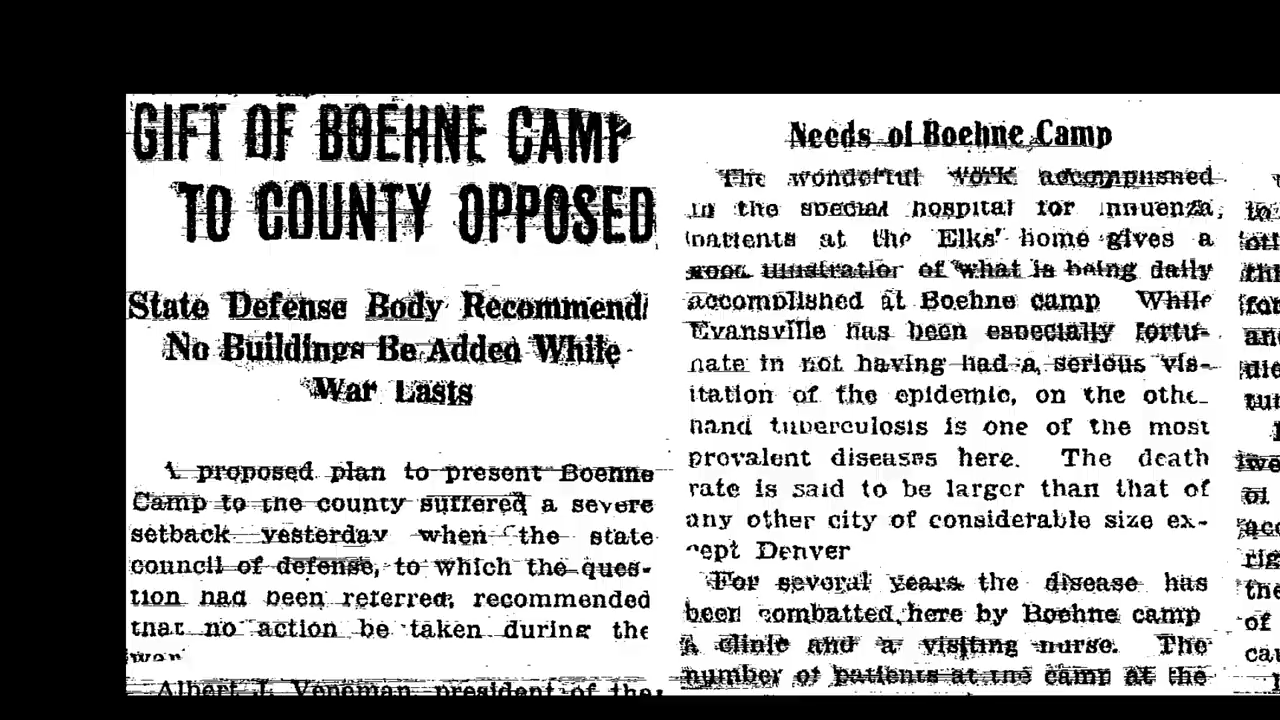 GIFT OF BOEHNE CAMP
TO COUNTY OPPOSED
State Defense Body Recommend
No Buildings Be Added While
War Lasts
A proposed plan to present Boehne
Camp to the county suffered a severe
setback yesterday when the state
council of defense, to which the ques-
tion had been referred, recommended
that no action be taken during the
war
Albert J. Veneman, president of the
Needs of Boehne Camp
The wonderful work accomplished
in the special hospital for influenza
patients at the Elks' home gives a
good illustration of what is being daily
accomplished at Boehne camp While
Evansville has been especially fortu-
nate in not having had a serious vis-
itation of the epidemic, on the othe
hand tuberculosis is one of the most
prevalent diseases here. The death
rate is said to be larger than that of
any other city of considerable size ex-
cept Denver
For several years the disease has
been combatted here by Boehne camp
A clinic and a visiting nurse. The
number of patients at the camp at the